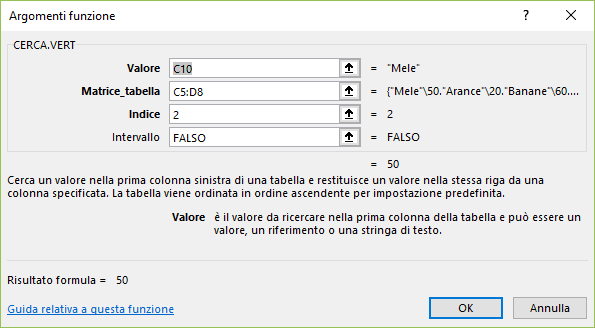 Argomenti funzione
?
CERCA.VERT
Valore C10 = "Mele"
Matrice_tabella C5:D8 = {"Mele"\50."Arance"\20."Banane"\60....
Indice 2 = 2
Intervallo FALSO = FALSO
= 50
Cerca un valore nella prima colonna sinistra di una tabella e restituisce un valore nella stessa riga da una
colonna specificata. La tabella viene ordinata in ordine ascendente per impostazione predefinita.
Valore è il valore da ricercare nella prima colonna della tabella e può essere un
valore, un riferimento o una stringa di testo.
Risultato formula = 50
Guida relativa a questa funzione
OK
Annulla